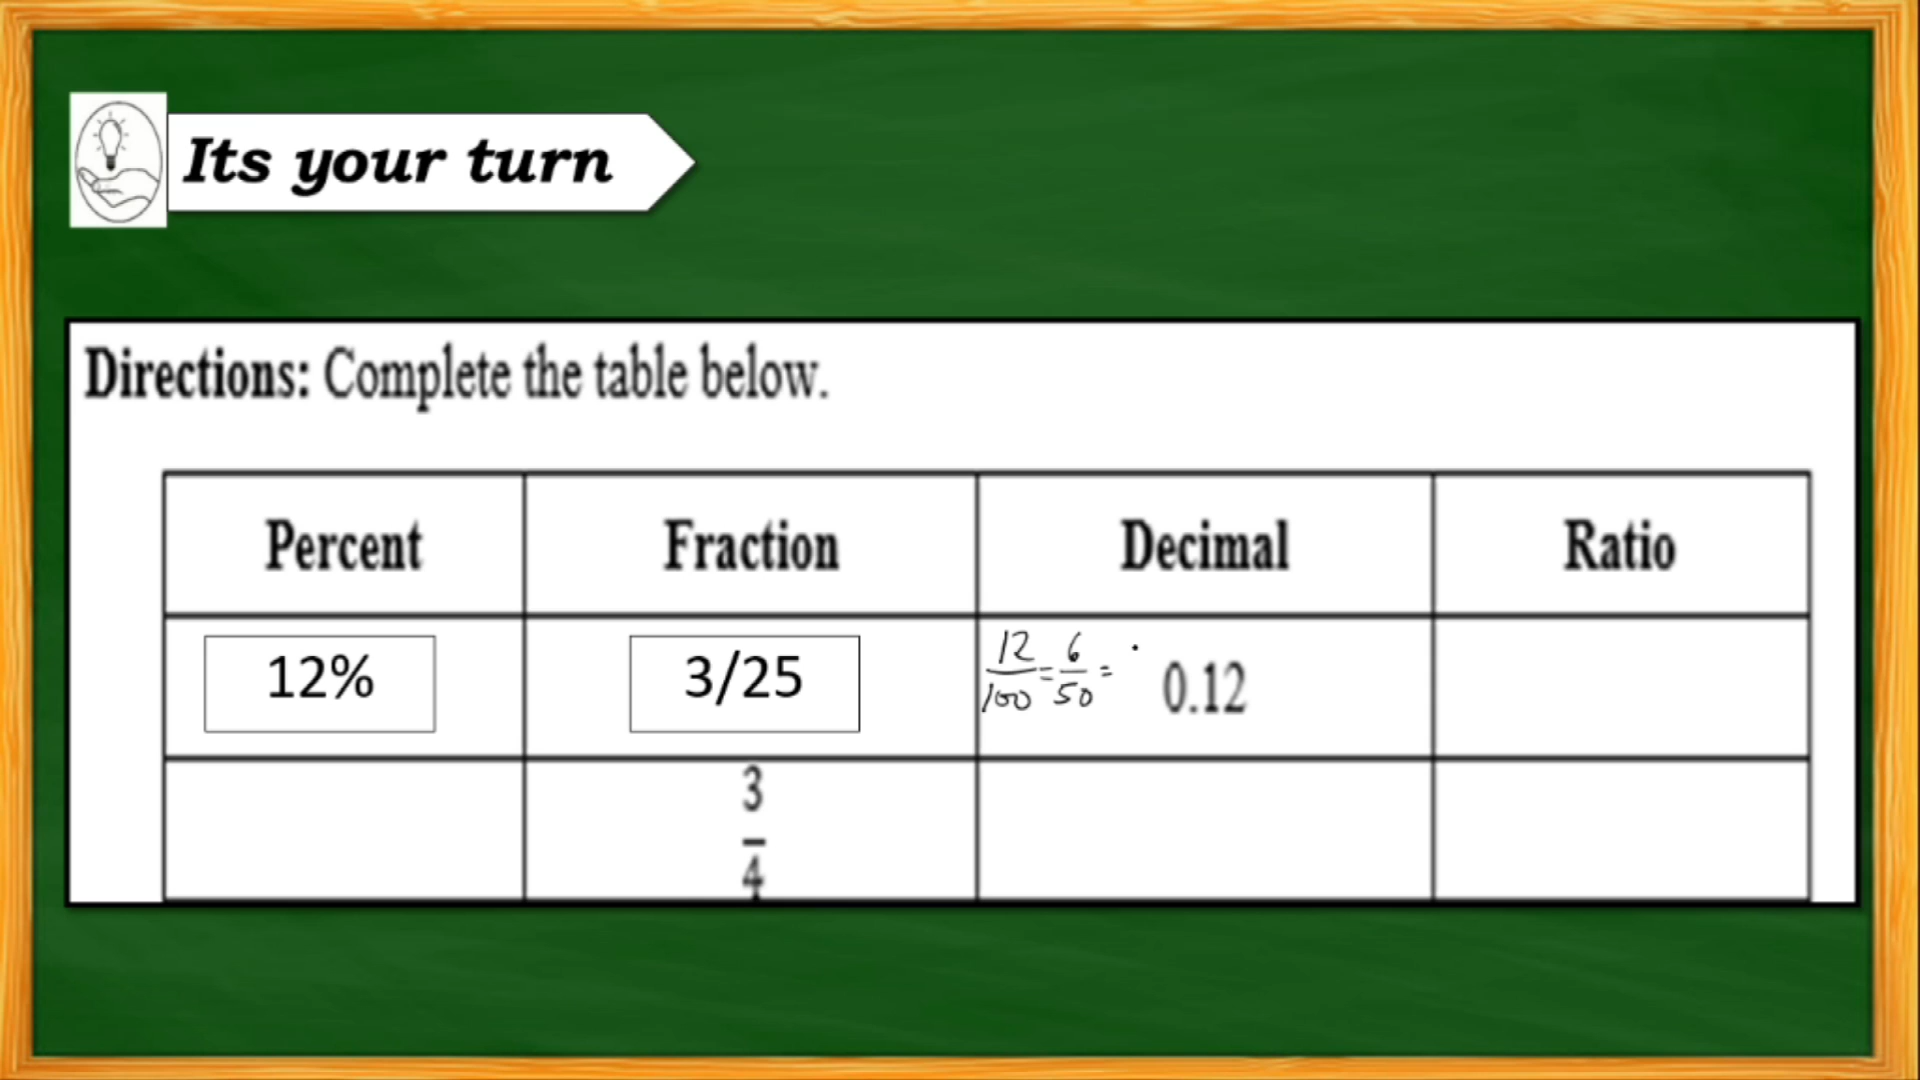 Its your turn
Directions: Complete the table below.
Percent Fraction Decimal Ratio
12% 3/25 12/100 = 6/50 = 0.12
3
4